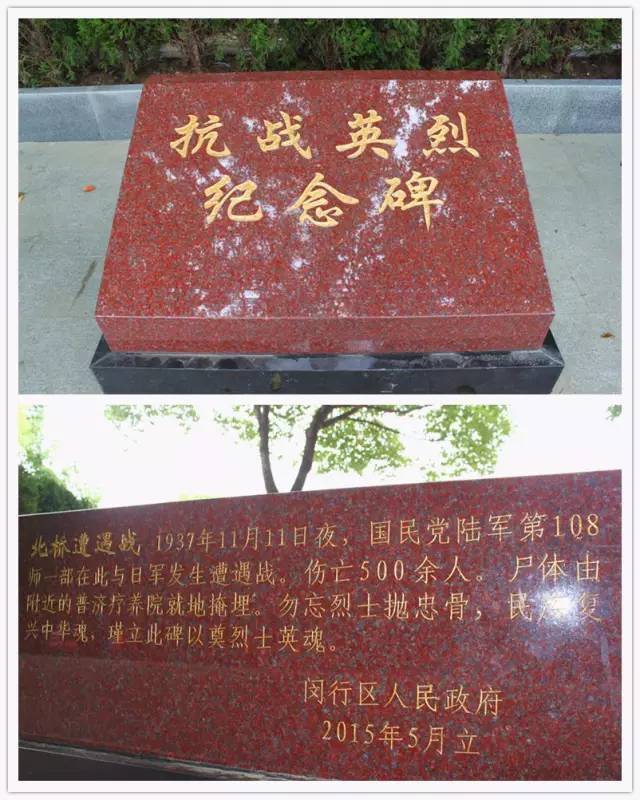 抗战英烈
纪念碑
北桥遭遇战 1937年11月11日夜，国民党陆军第108
师一部在此与日军发生遭遇战。伤亡500余人。尸体由
附近的普济疗养院就地掩埋。勿忘烈士抛忠骨，民族复
兴中华魂，瑾立此碑以奠烈士英魂。
闵行区人民政府
2015年5月立